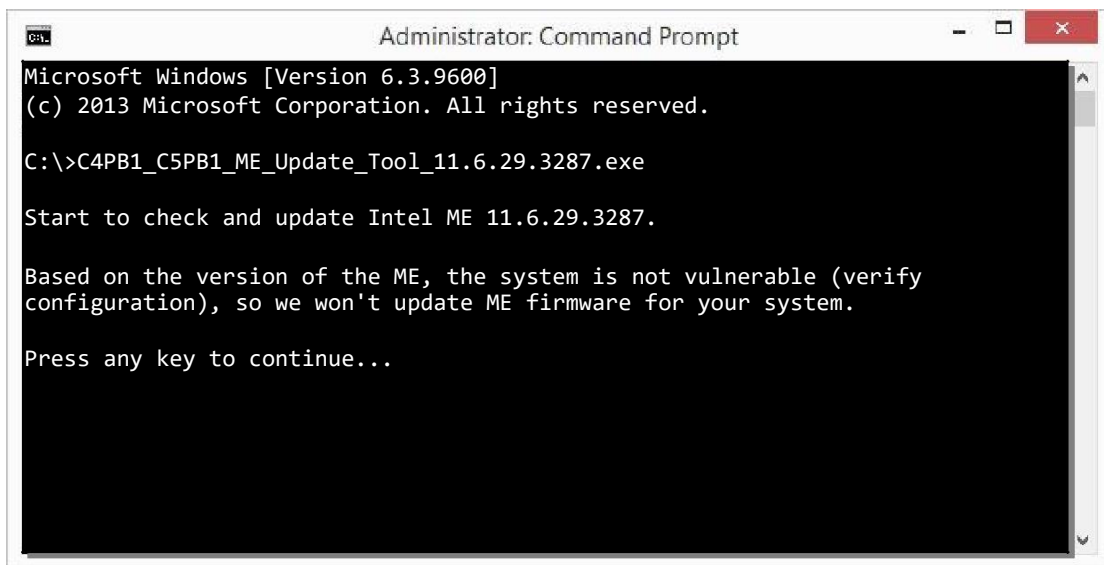 Administrator: Command Prompt
Microsoft Windows [Version 6.3.9600]
(c) 2013 Microsoft Corporation. All rights reserved.
C:\>C4PB1_C5PB1_ME_Update_Tool_11.6.29.3287.exe
Start to check and update Intel ME 11.6.29.3287.
Based on the version of the ME, the system is not vulnerable (verify
configuration), so we won't update ME firmware for your system.
Press any key to continue...